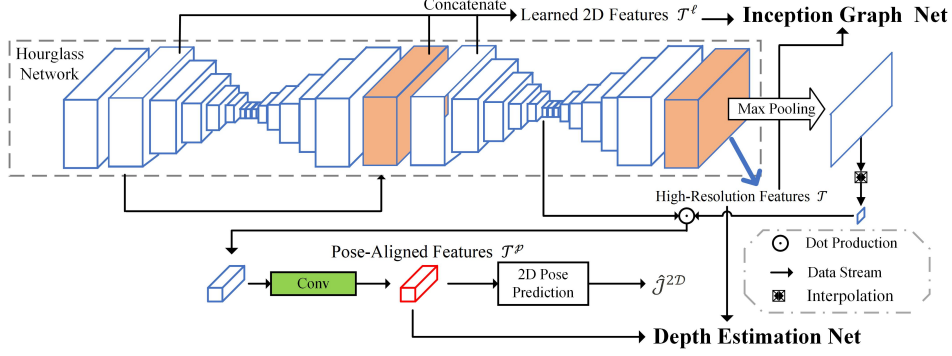 Concatenate
Learned 2D Features 𝒯^ℓ
Inception Graph Net
Hourglass
Network
Max Pooling
High-Resolution Features 𝒯
Pose-Aligned Features 𝒯^𝒫
Conv
2D Pose
Prediction
𝒥̂^2𝒟
Dot Production
Data Stream
Interpolation
Depth Estimation Net